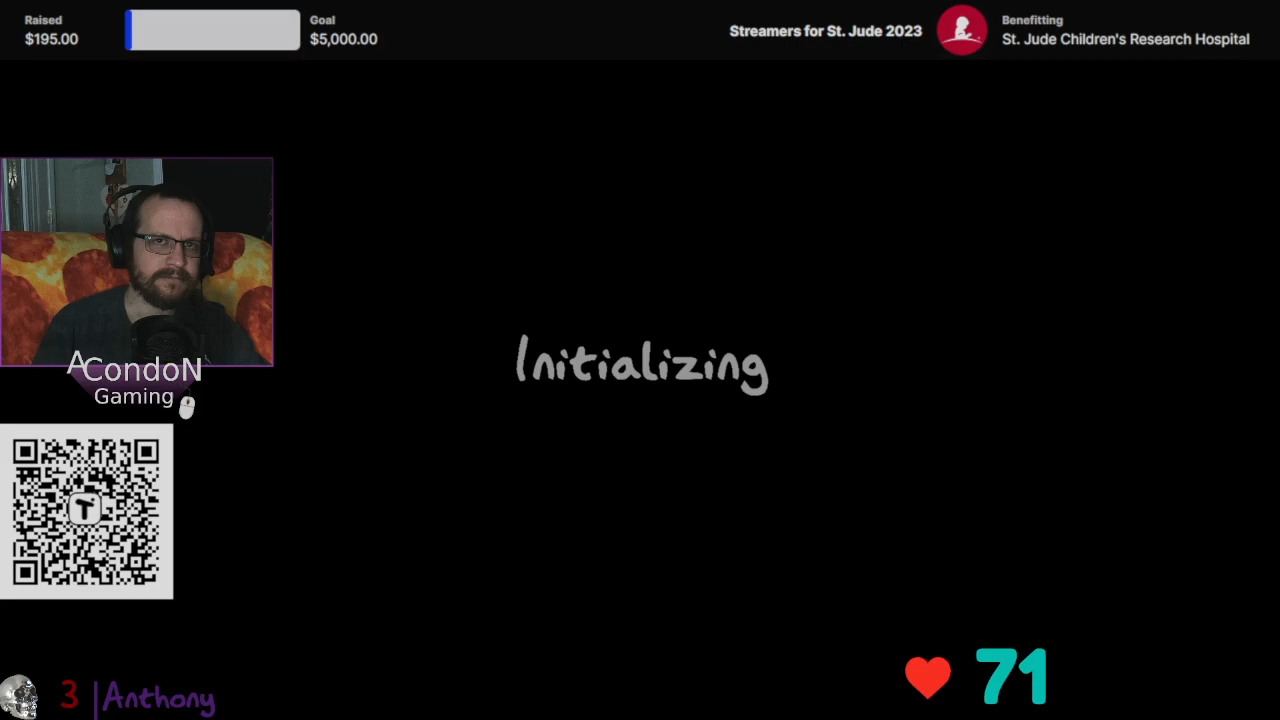 Raised
$195.00
Goal
$5,000.00
Streamers for St. Jude 2023
Benefitting
St. Jude Children's Research Hospital
ACondoN
Gaming
Initializing
T
3 |Anthony
71